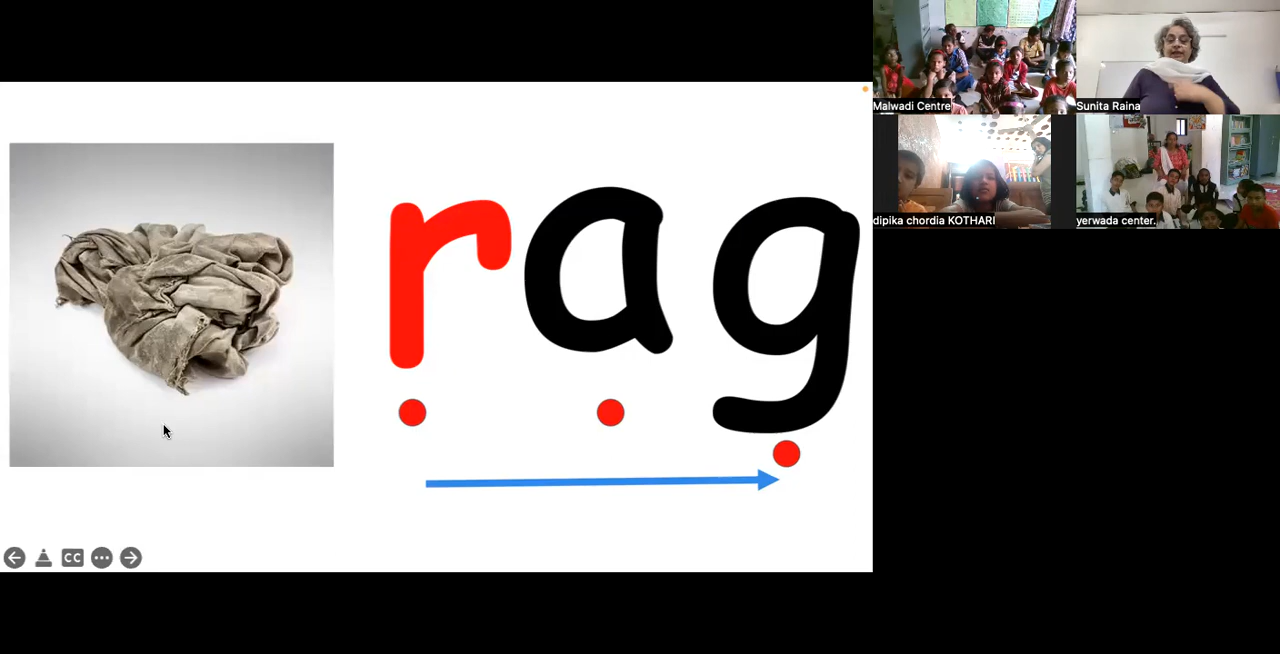 rag
Malwadi Centre
Sunita Raina
dipika chordia KOTHARI
yerwada center.
CC